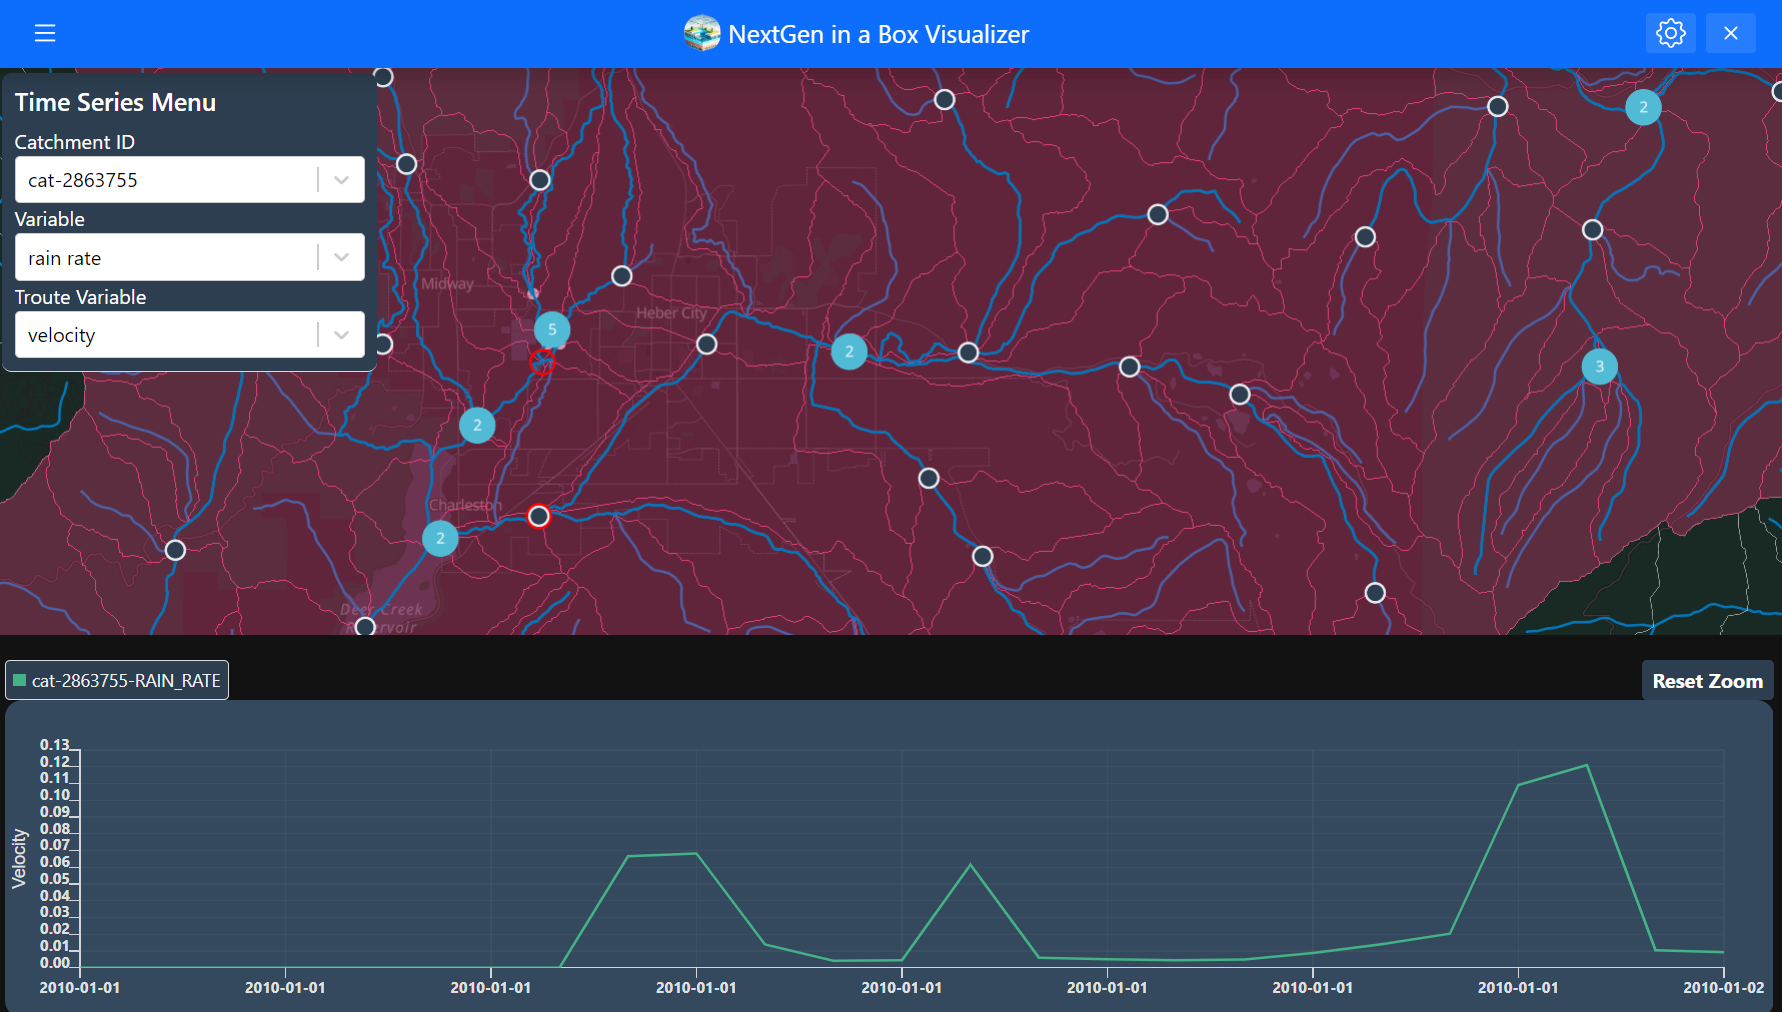 NextGen in a Box Visualizer
Time Series Menu
Catchment ID
cat-2863755
Variable
rain rate
Troute Variable
velocity
2
Midway
Heber City
5
2
3
2
Charleston
2
Deer Creek
Reservoir
cat-2863755-RAIN_RATE
Reset Zoom
Velocity
0.13
0.12
0.11
0.10
0.09
0.08
0.07
0.06
0.05
0.04
0.03
0.02
0.01
0.00
2010-01-01 2010-01-01 2010-01-01 2010-01-01 2010-01-01 2010-01-01 2010-01-01 2010-01-01 2010-01-02